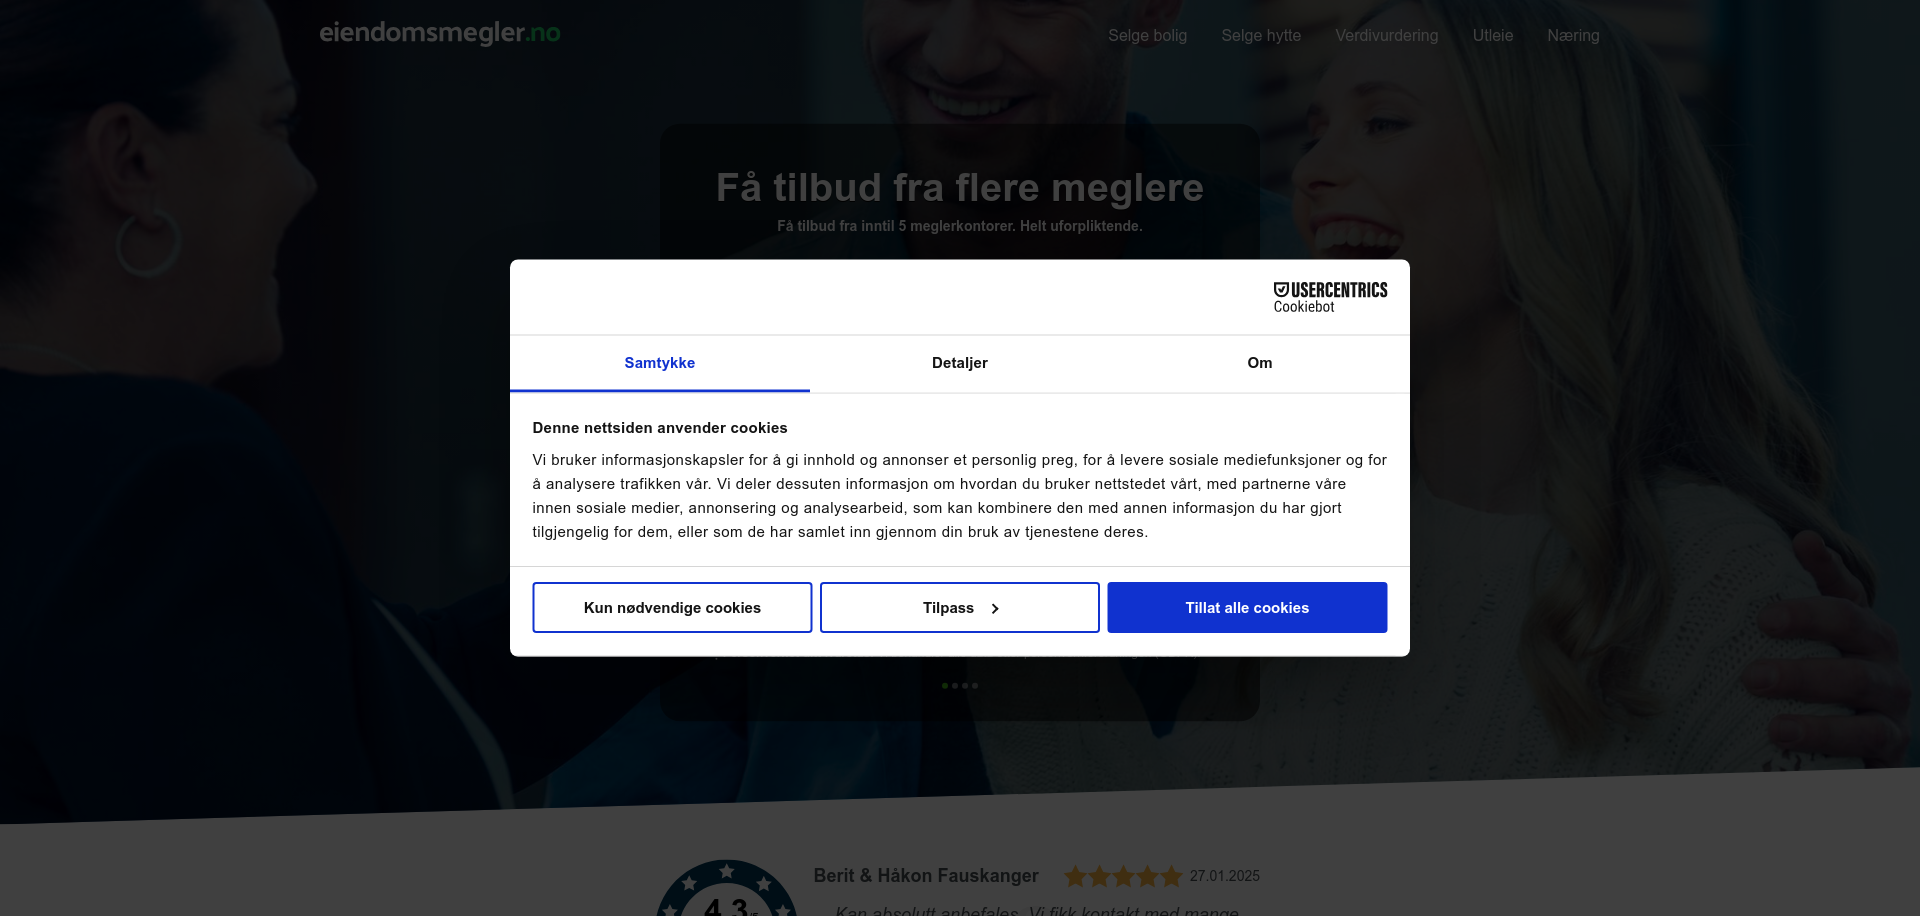 eiendomsmegler.no
Selge bolig Selge hytte Verdivurdering Utleie Næring
Få tilbud fra flere meglere
Få tilbud fra inntil 5 meglerkontorer. Helt uforpliktende.
USERCENTRICS
Cookiebot
Samtykke Detaljer Om
Denne nettsiden anvender cookies
Vi bruker informasjonskapsler for å gi innhold og annonser et personlig preg, for å levere sosiale mediefunksjoner og for
å analysere trafikken vår. Vi deler dessuten informasjon om hvordan du bruker nettstedet vårt, med partnerne våre
innen sosiale medier, annonsering og analysearbeid, som kan kombinere den med annen informasjon du har gjort
tilgjengelig for dem, eller som de har samlet inn gjennom din bruk av tjenestene deres.
Kun nødvendige cookies Tilpass Tillat alle cookies
Berit & Håkon Fauskanger 27.01.2025
4.3 /5
Kan absolutt anbefales. Vi fikk kontakt med mange